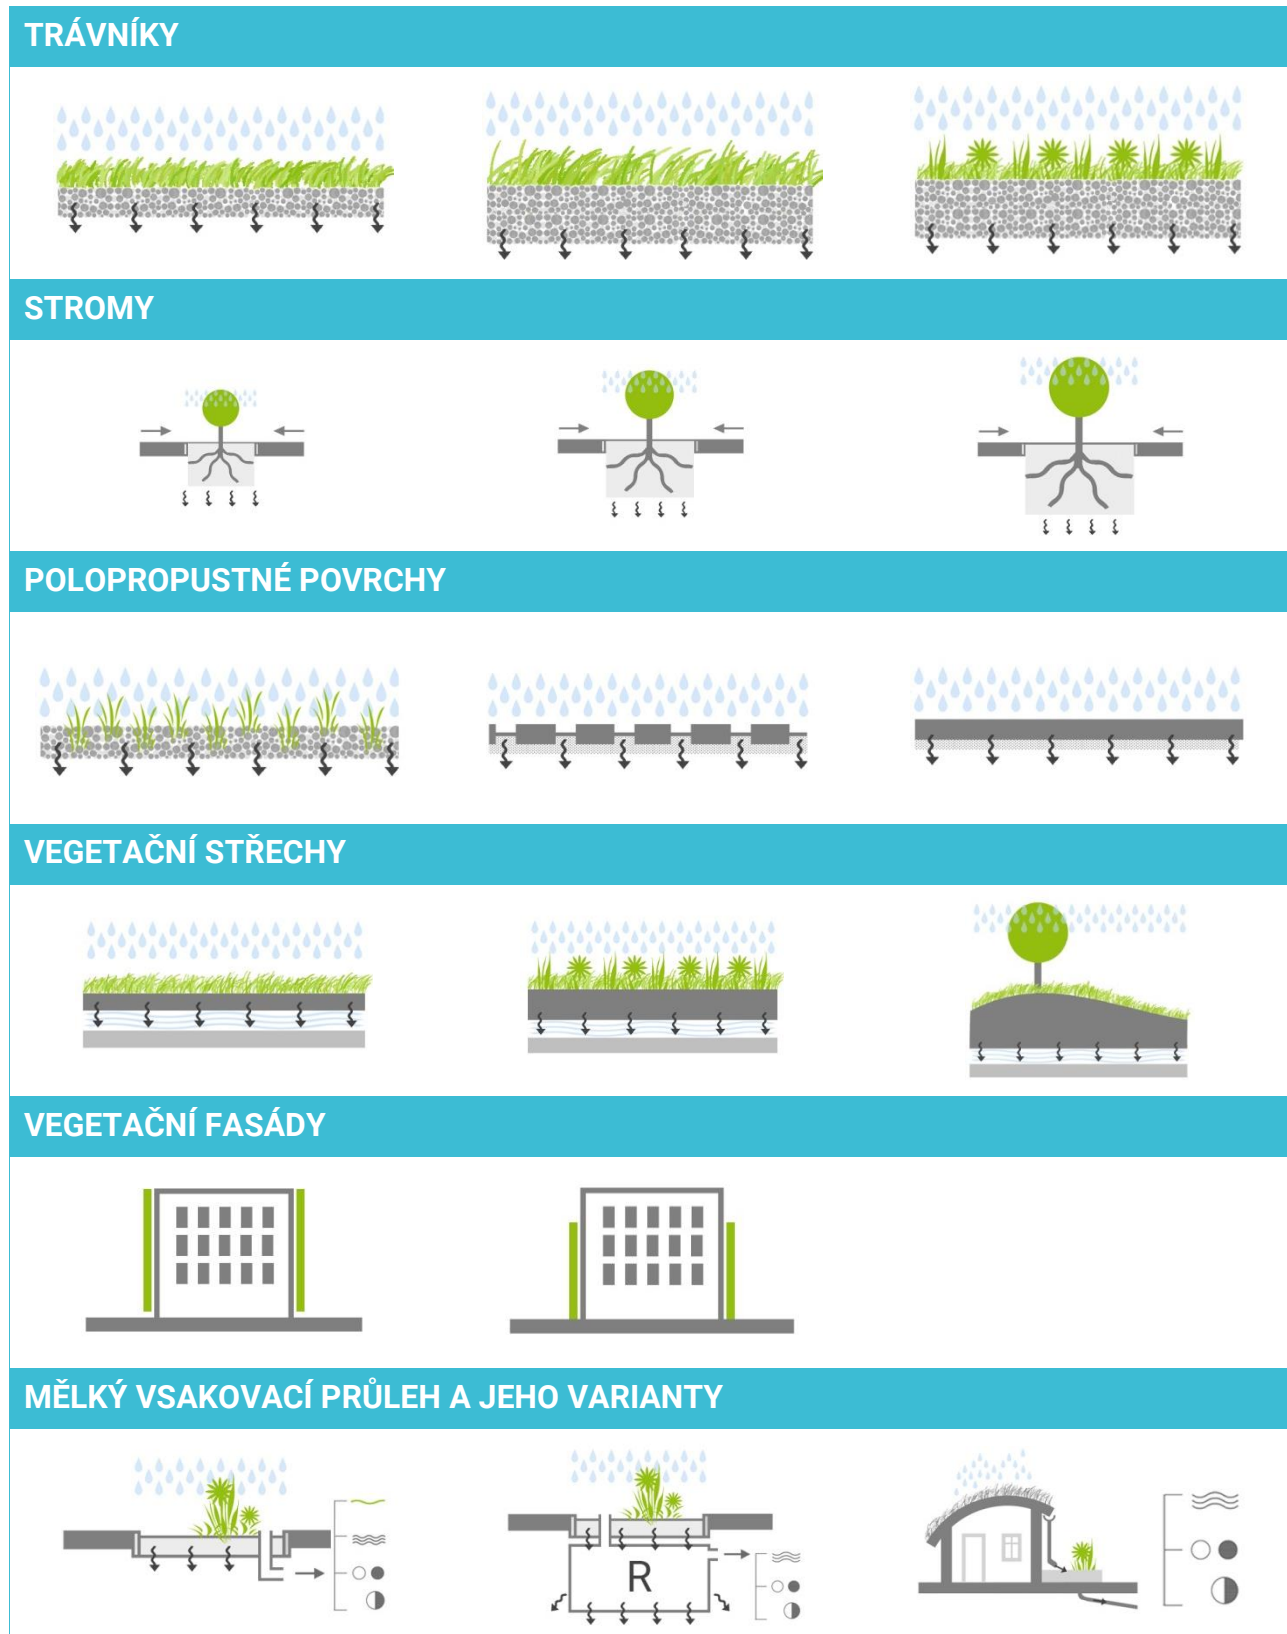 TRÁVNÍKY
STROMY
POLOPROPUSTNÉ POVRCHY
VEGETAČNÍ STŘECHY
VEGETAČNÍ FASÁDY
MĚLKÝ VSAKOVACÍ PRŮLEH A JEHO VARIANTY
R